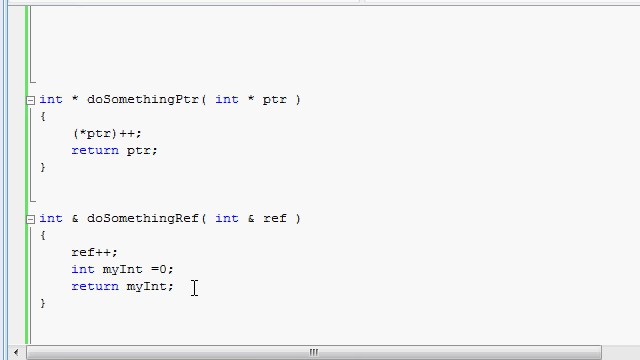 int * doSomethingPtr( int * ptr )
{
(*ptr)++;
return ptr;
}
int & doSomethingRef( int & ref )
{
ref++;
int myInt =0;
return myInt;
}